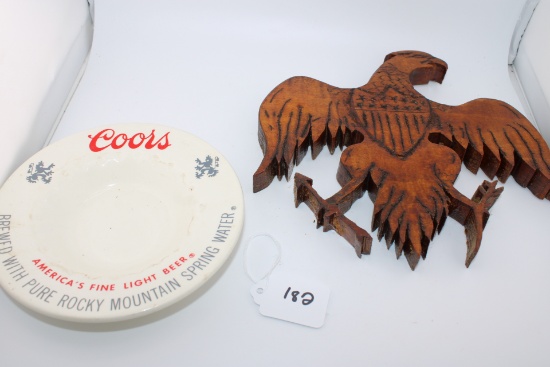 Coors
AMERICA'S FINE LIGHT BEER®
BREWED WITH PURE ROCKY MOUNTAIN SPRING WATER®
182